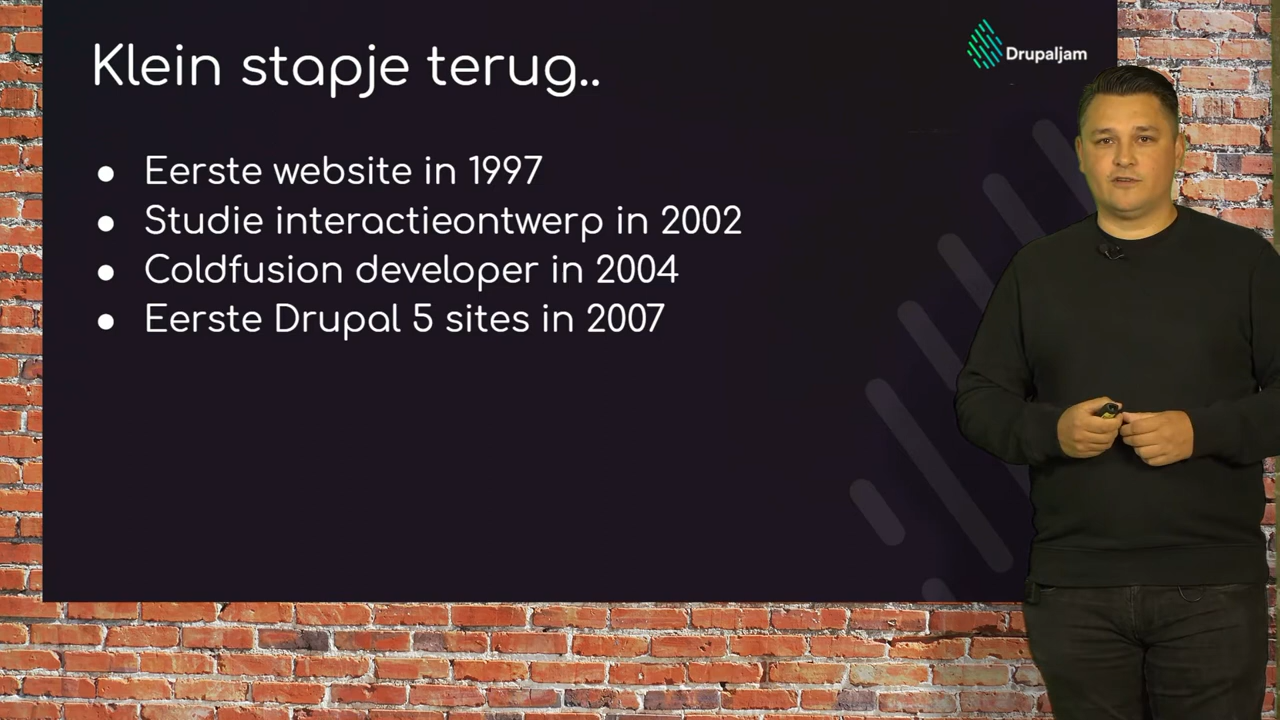 Klein stapje terug..
Drupaljam
● Eerste website in 1997
● Studie interactieontwerp in 2002
● Coldfusion developer in 2004
● Eerste Drupal 5 sites in 2007